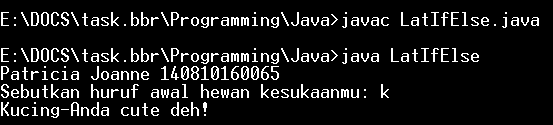 E:\DOCS\task.bbr\Programming\Java>javac LatIfElse.java
E:\DOCS\task.bbr\Programming\Java>java LatIfElse
Patricia Joanne 140810160065
Sebutkan huruf awal hewan kesukaanmu: k
Kucing-Anda cute deh!